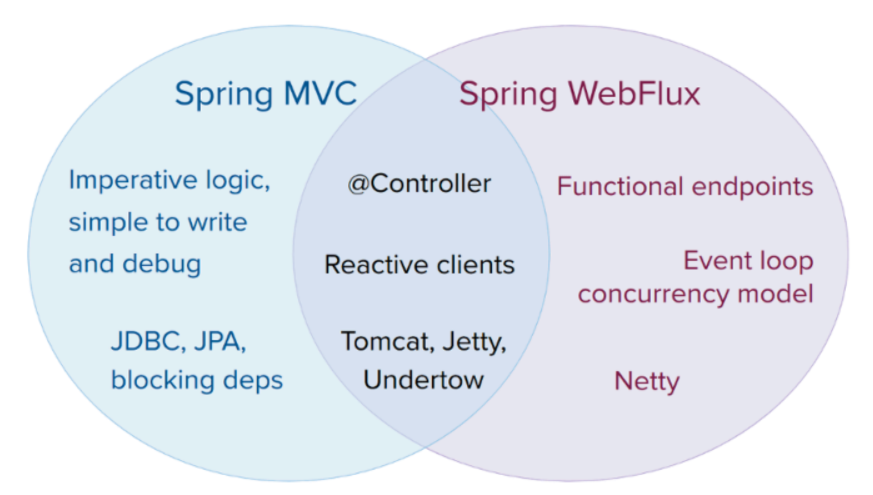 Spring MVC
Spring WebFlux
Imperative logic,
simple to write
and debug
JDBC, JPA,
blocking deps
@Controller
Reactive clients
Tomcat, Jetty,
Undertow
Functional endpoints
Event loop
concurrency model
Netty